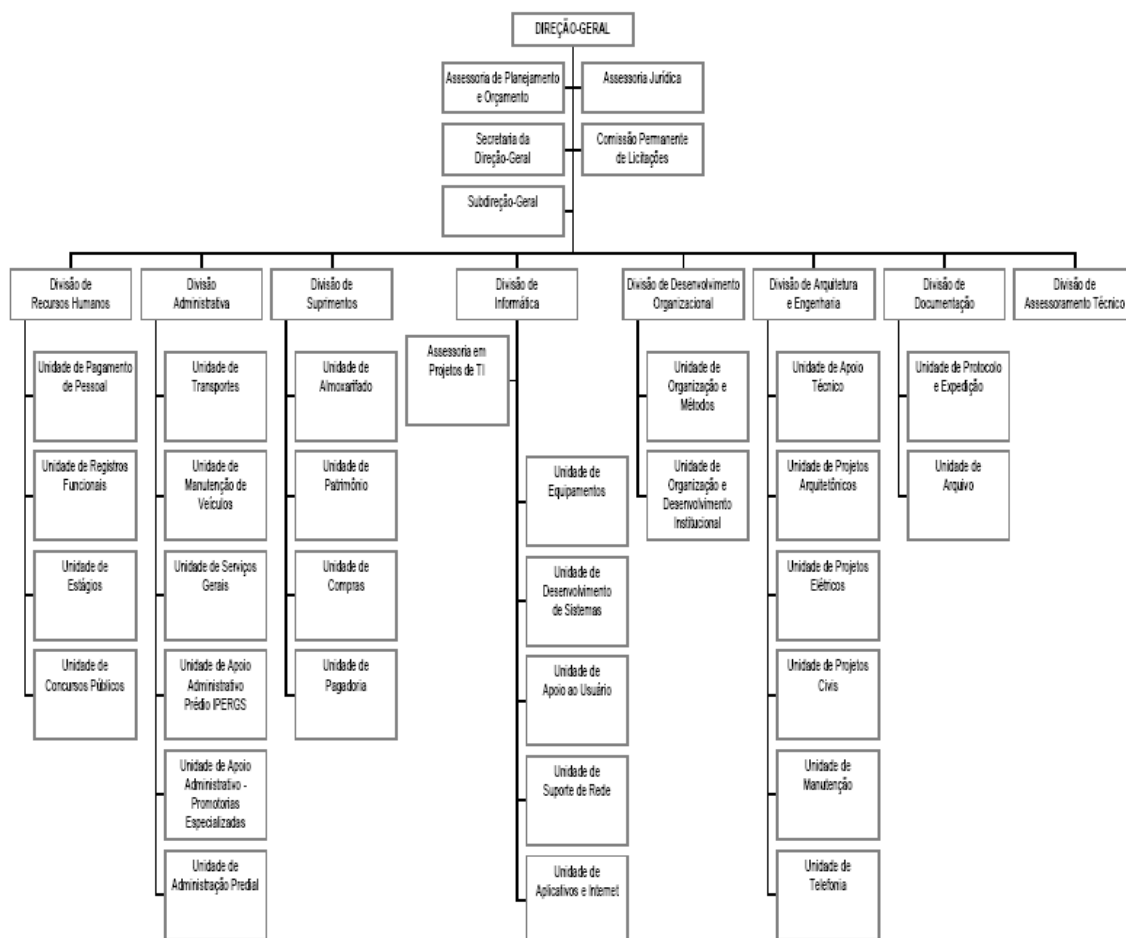 DIREÇÃO-GERAL
Assessoria de Planejamento
e Orçamento
Assessoria Jurídica
Secretaria da
Direção-Geral
Comissão Permanente
de Licitações
Subdireção-Geral
Divisão de
Recursos Humanos
Divisão
Administrativa
Divisão de
Suprimentos
Divisão de
Informática
Divisão de Desenvolvimento
Organizacional
Divisão de Arquitetura
e Engenharia
Divisão de
Documentação
Divisão de
Assessoramento Técnico
Unidade de Pagamento
de Pessoal
Unidade de Registros
Funcionais
Unidade de
Estágios
Unidade de
Concursos Públicos
Unidade de
Transportes
Unidade de
Manutenção de
Veículos
Unidade de Serviços
Gerais
Unidade de Apoio
Administrativo
Prédio IPERGS
Unidade de Apoio
Administrativo -
Promotorias
Especializadas
Unidade de
Administração Predial
Unidade de
Almoxarifado
Unidade de
Patrimônio
Unidade de
Compras
Unidade de
Pagadoria
Assessoria em
Projetos de TI
Unidade de
Equipamentos
Unidade de
Desenvolvimento
de Sistemas
Unidade de
Apoio ao Usuário
Unidade de
Suporte de Rede
Unidade de
Aplicativos e Internet
Unidade de
Organização e
Métodos
Unidade de
Organização e
Desenvolvimento
Institucional
Unidade de Apoio
Técnico
Unidade de Projetos
Arquitetônicos
Unidade de Projetos
Elétricos
Unidade de Projetos
Civis
Unidade de
Manutenção
Unidade de
Telefonia
Unidade de Protocolo
e Expedição
Unidade de
Arquivo